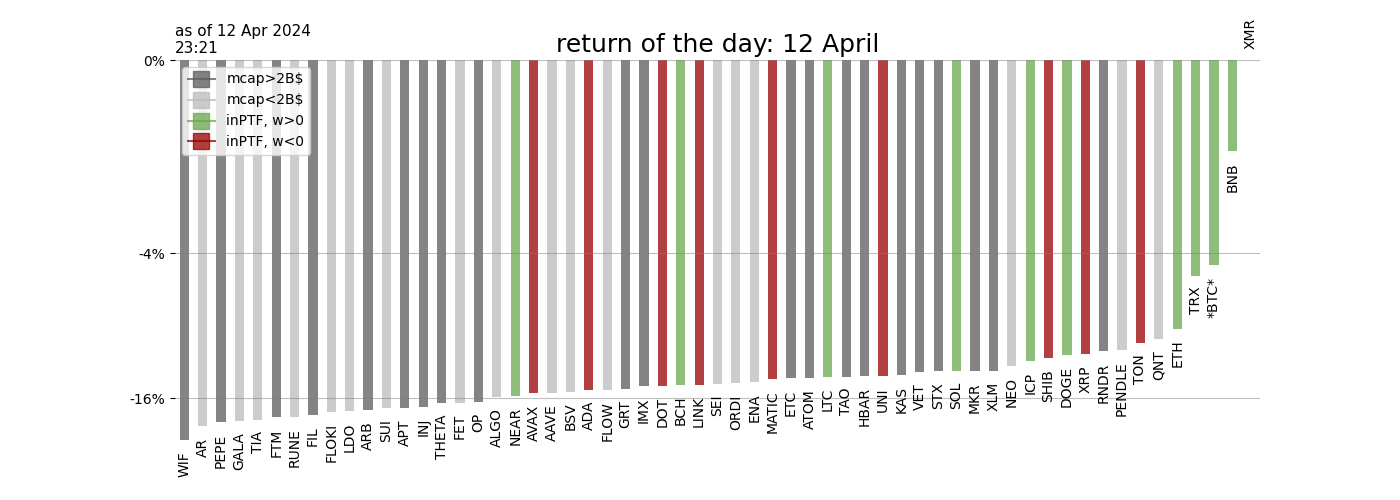 as of 12 Apr 2024
23:21
return of the day: 12 April
XMR
0%
mcap>2B$
mcap<2B$
inPTF, w>0
inPTF, w<0
-4%
-16%
WIF
AR
PEPE
GALA
TIA
FTM
RUNE
FIL
FLOKI
LDO
ARB
SUI
APT
INJ
THETA
FET
OP
ALGO
NEAR
AVAX
AAVE
BSV
ADA
FLOW
GRT
IMX
DOT
BCH
LINK
SEI
ORDI
ENA
MATIC
ETC
ATOM
LTC
TAO
HBAR
UNI
KAS
VET
STX
SOL
MKR
XLM
NEO
ICP
SHIB
DOGE
XRP
RNDR
PENDLE
TON
QNT
ETH
TRX
*BTC*
BNB